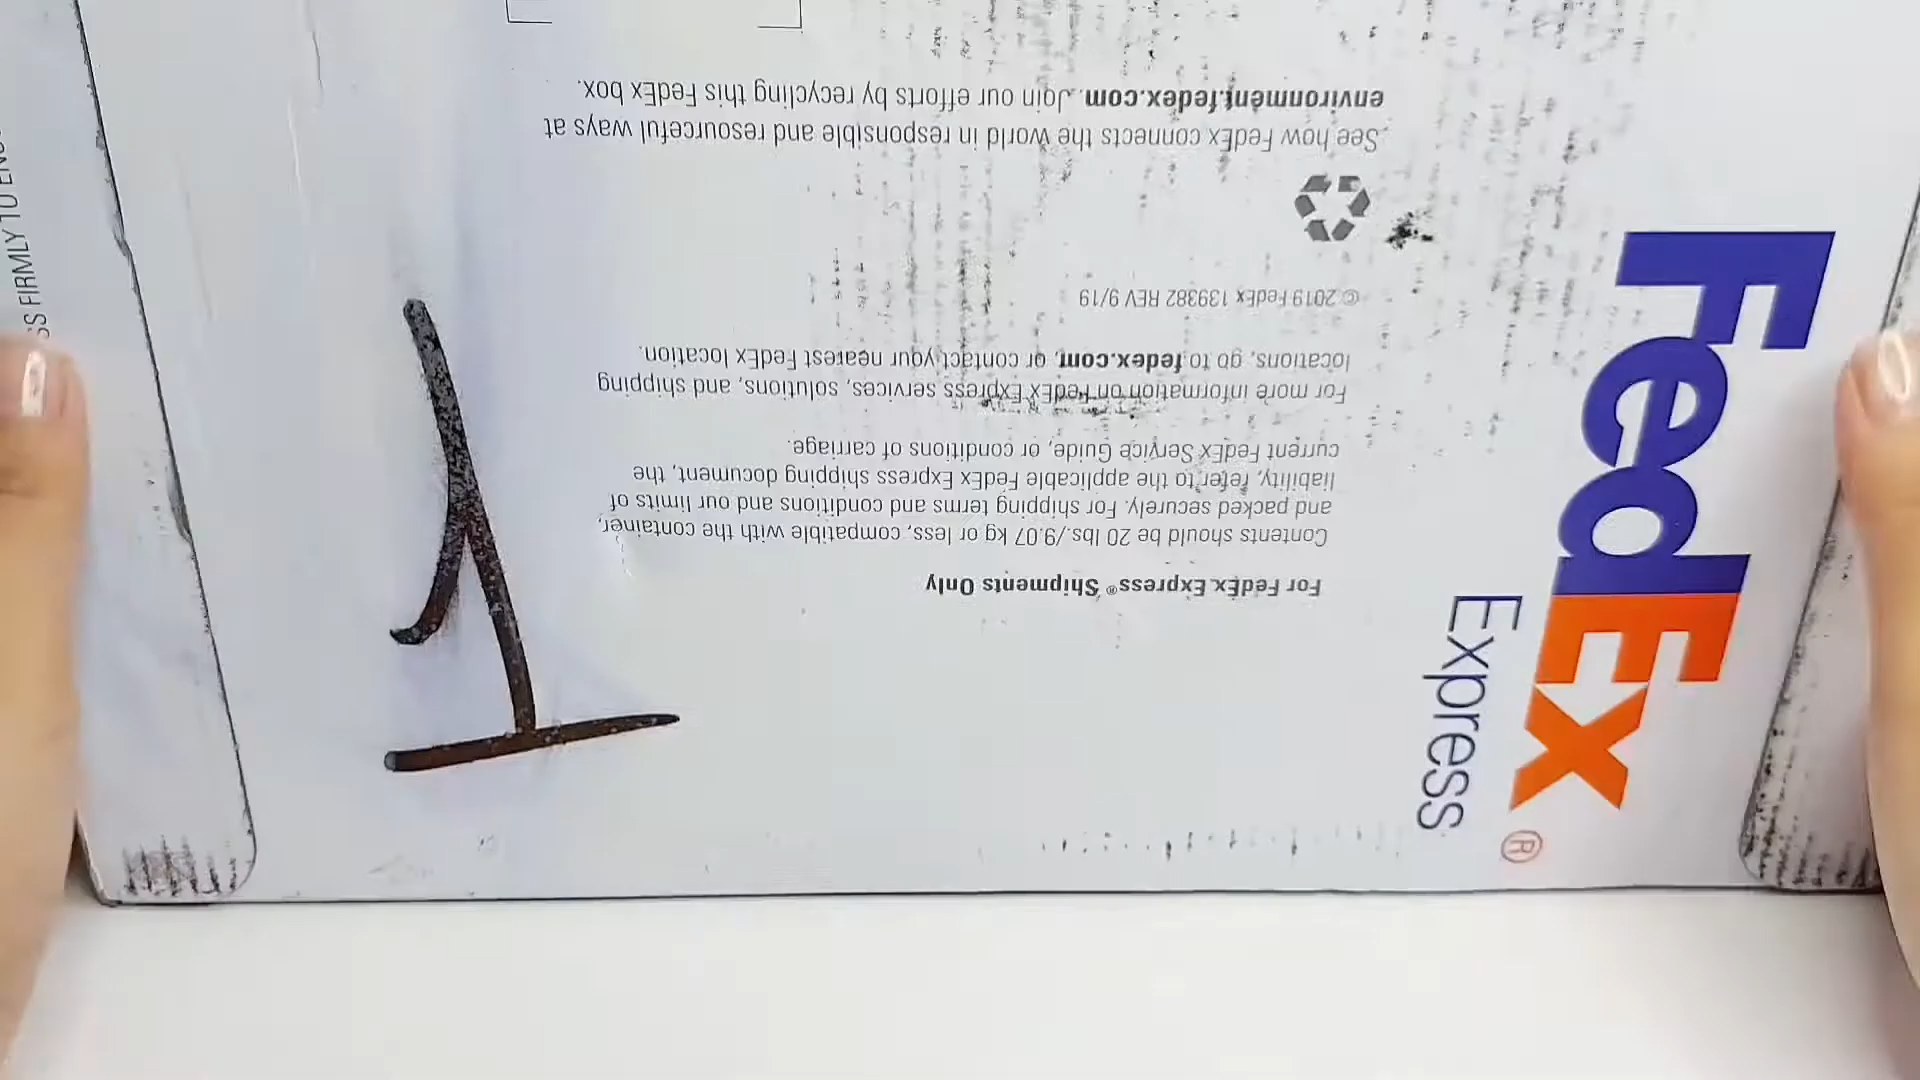 FedEx®
Express
For FedEx Express® Shipments Only
Contents should be 20 lbs./9.07 kg or less, compatible with the container,
and packed securely. For shipping terms and conditions and our limits of
liability, refer to the applicable FedEx Express shipping document, the
current FedEx Service Guide, or conditions of carriage.
For more information on FedEx Express services, solutions, and shipping
locations, go to fedex.com, or contact your nearest FedEx location.
© 2019 FedEx 139382 REV 9/19
See how FedEx connects the world in responsible and resourceful ways at
environment.fedex.com. Join our efforts by recycling this FedEx box.
1
SS FIRMLY TO